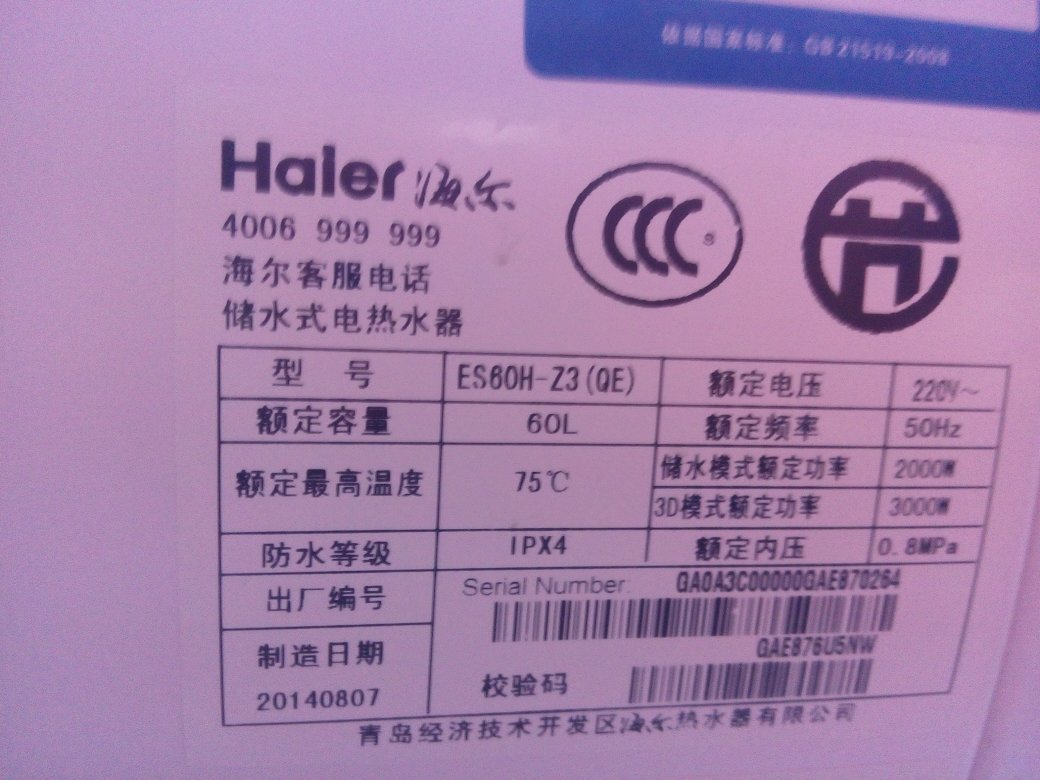 依据国家标准：GB 21519-2008
Haier 海尔
CCC S
节
4006 999 999
海尔客服电话
储水式电热水器
型 号 ES60H-Z3(QE) 额定电压 220V~
额定容量 60L 额定频率 50Hz
额定最高温度 75℃ 储水模式额定功率 2000W
3D模式额定功率 3000W
防水等级 IPX4 额定内压 0.8MPa
出厂编号 Serial Number: GA0A3C00000GAE870264
制造日期 GAE876U5NW
20140807 校验码
青岛经济技术开发区海尔热水器有限公司